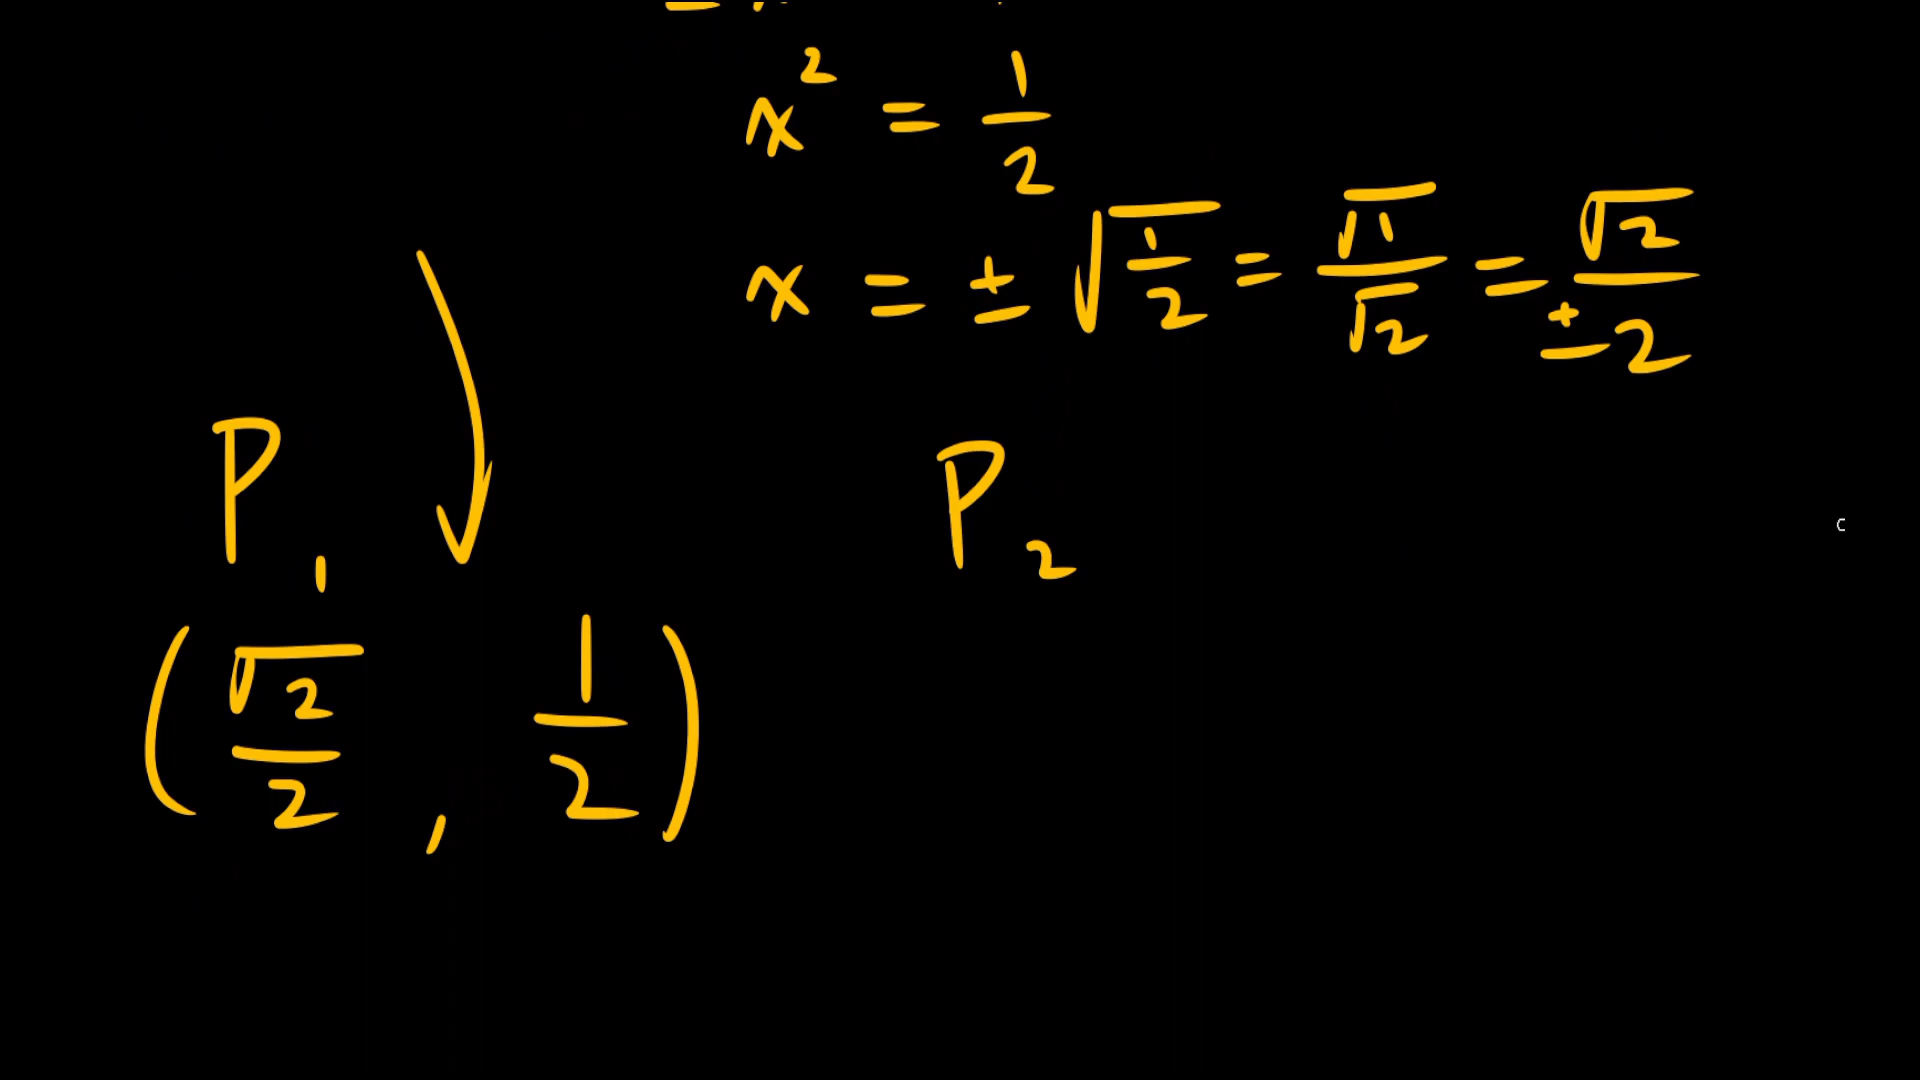 x² = 1/2
x = ± √(1/2) = √1/√2 = ± √2/2
P₁ P₂
(√2/2 , 1/2)
c